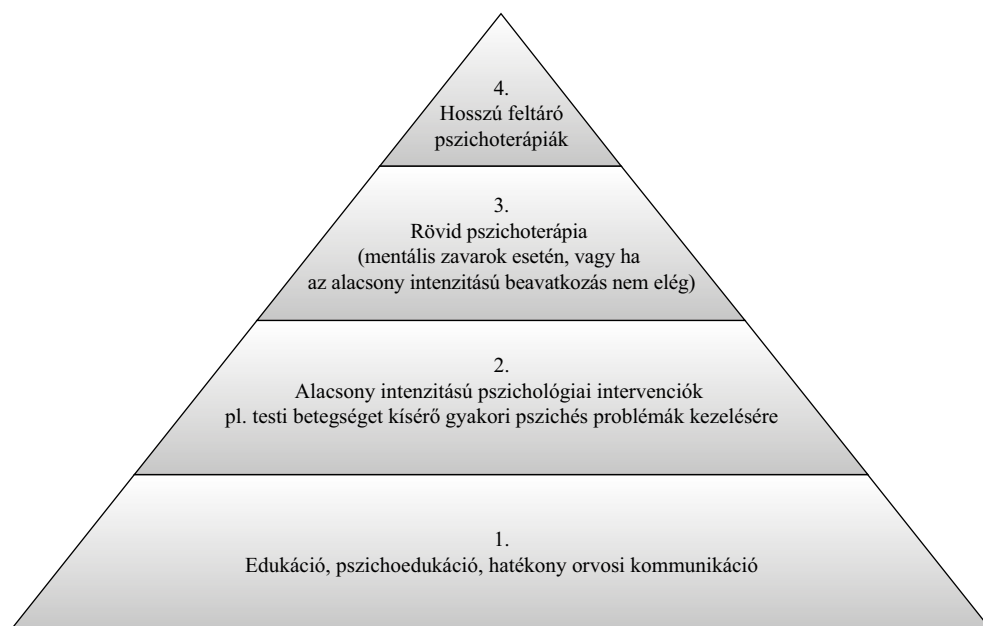 4.
Hosszú feltáró
pszichoterápiák
3.
Rövid pszichoterápia
(mentális zavarok esetén, vagy ha
az alacsony intenzitású beavatkozás nem elég)
2.
Alacsony intenzitású pszichológiai intervenciók
pl. testi betegséget kísérő gyakori pszichés problémák kezelésére
1.
Edukáció, pszichoedukáció, hatékony orvosi kommunikáció